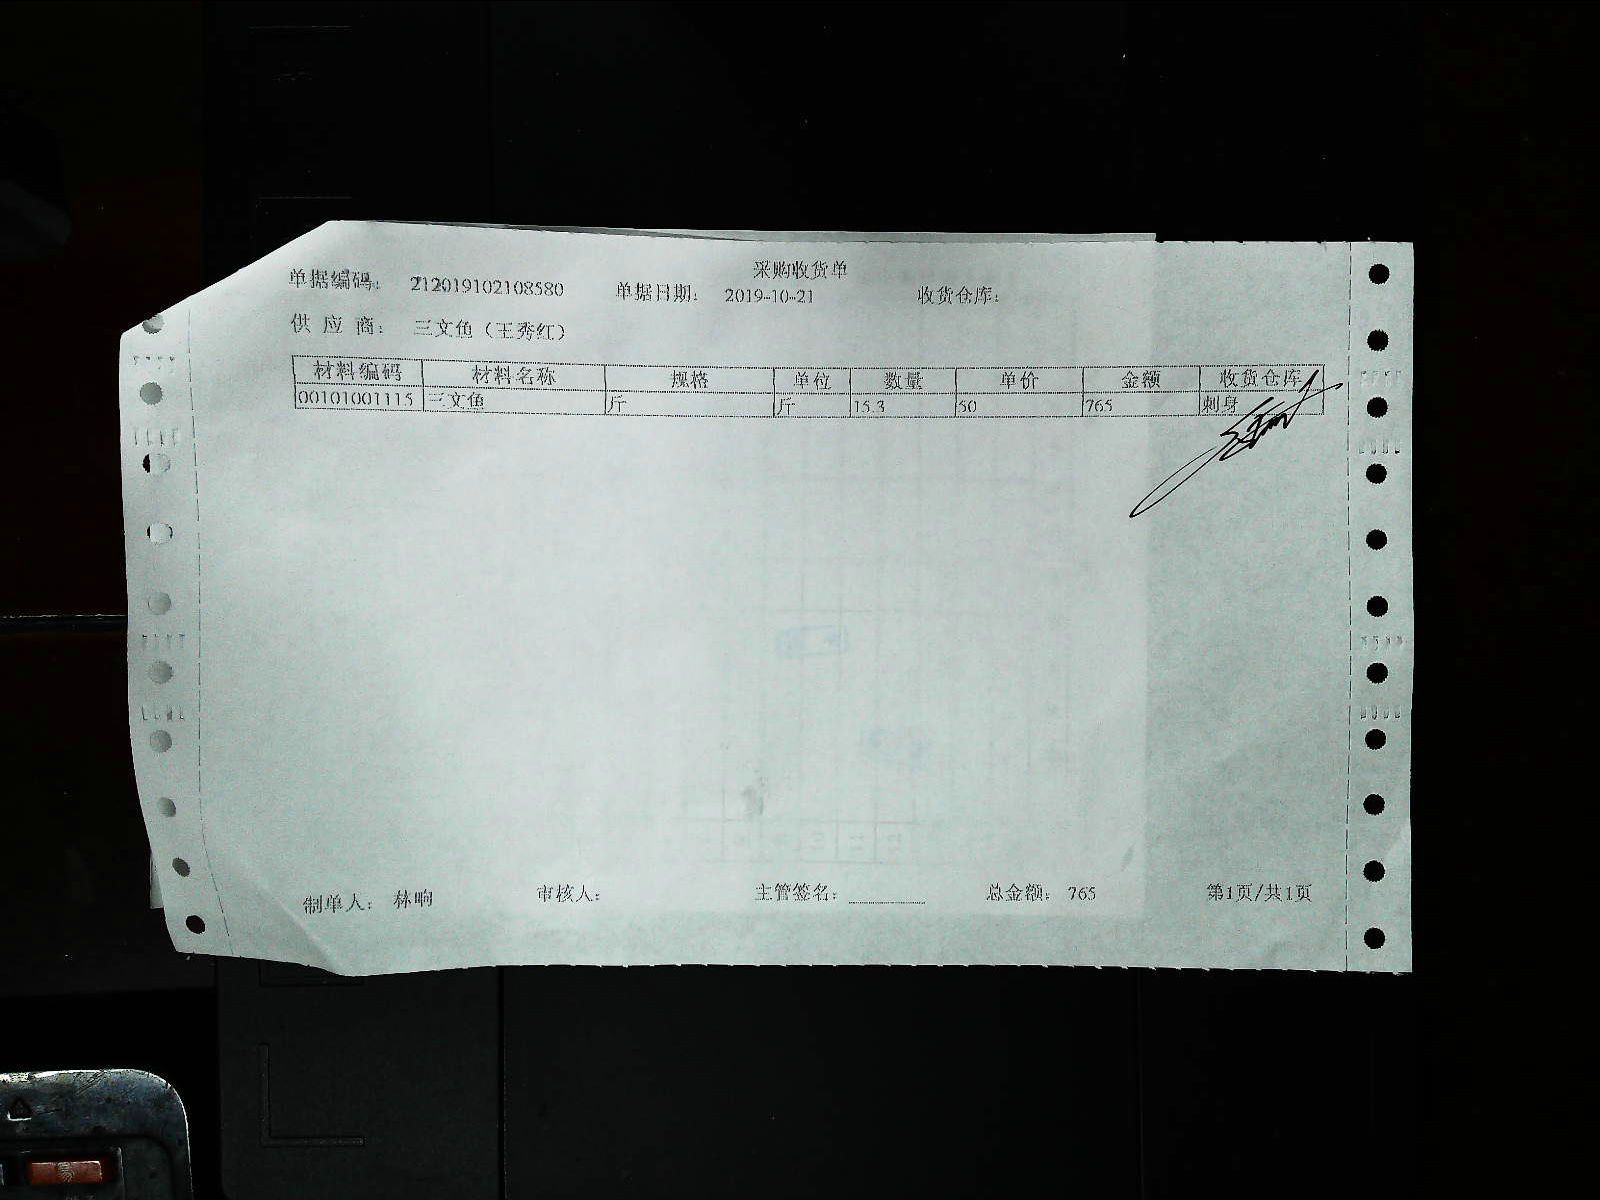 采购收货单
单据编码: 212019102108580 单据日期: 2019-10-21 收货仓库:
供应商: 三文鱼（王秀红）
材料编码 材料名称 规格 单位 数量 单价 金额 收货仓库
00101001115 三文鱼 斤 斤 15.3 50 765 刺身
制单人: 林响 审核人: 主管签名: 总金额: 765 第1页/共1页